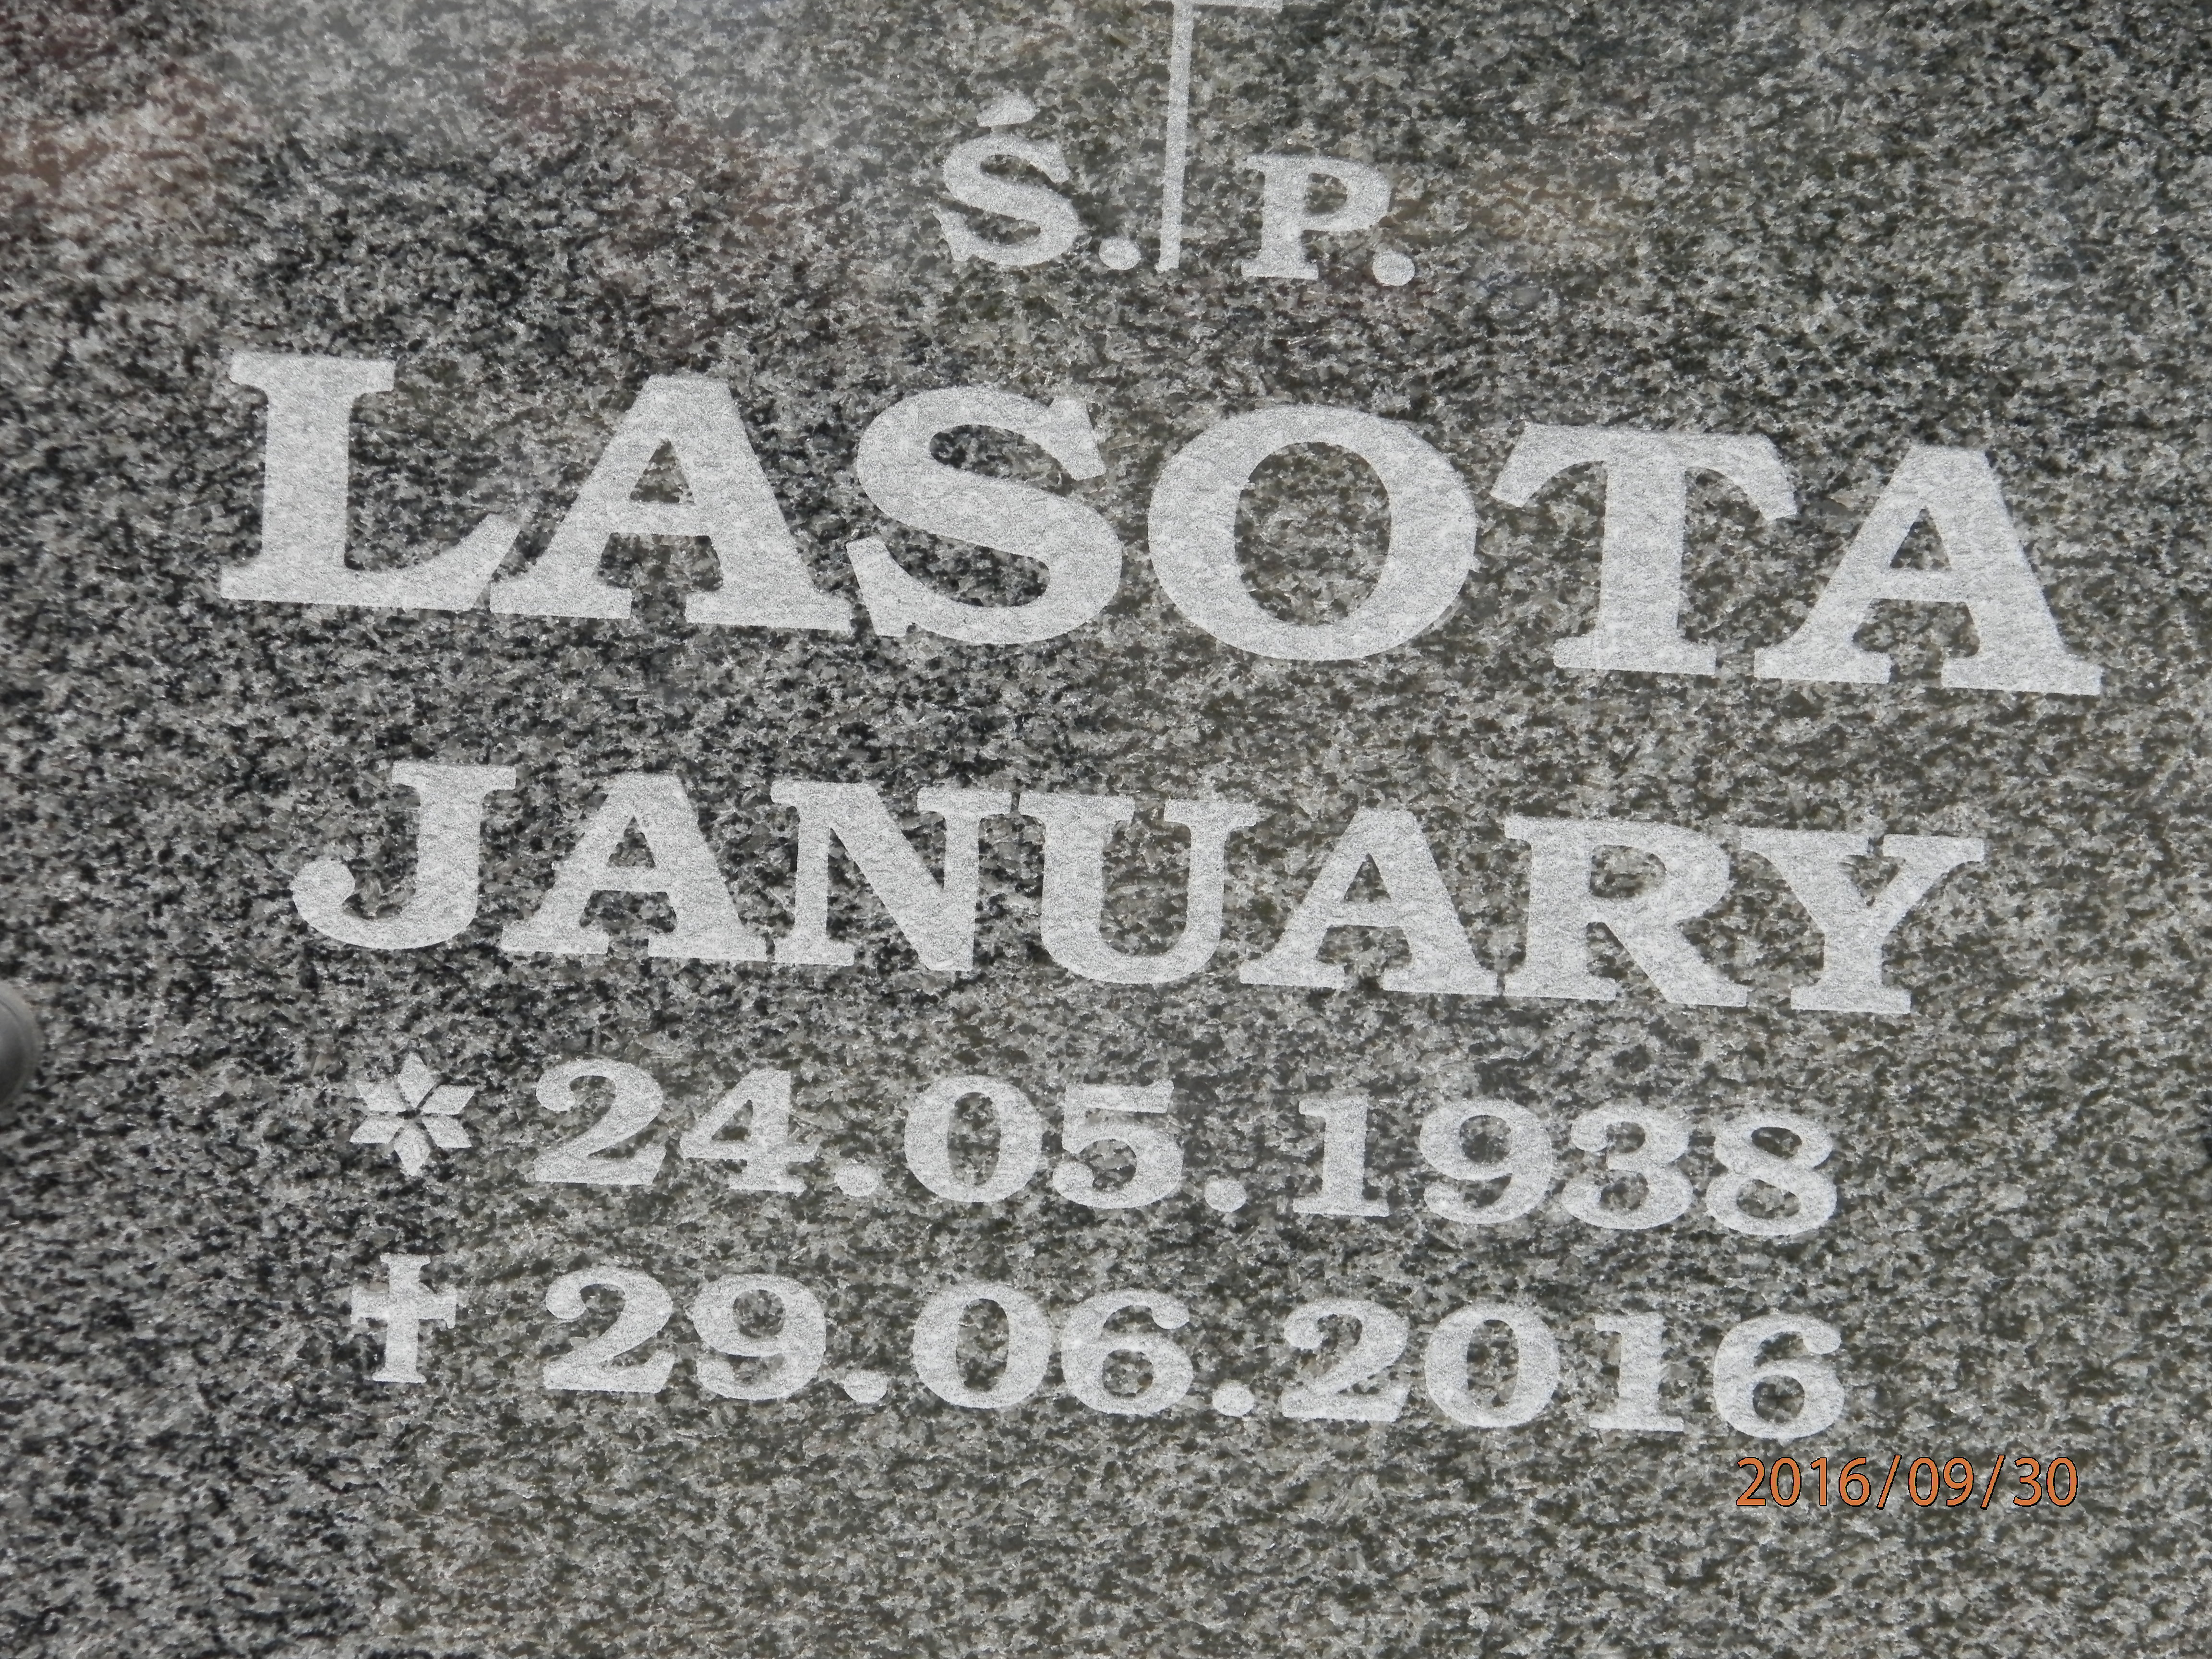 Ś. P.
LASOTA
JANUARY
24.05.1938
29.06.2016
2016/09/30